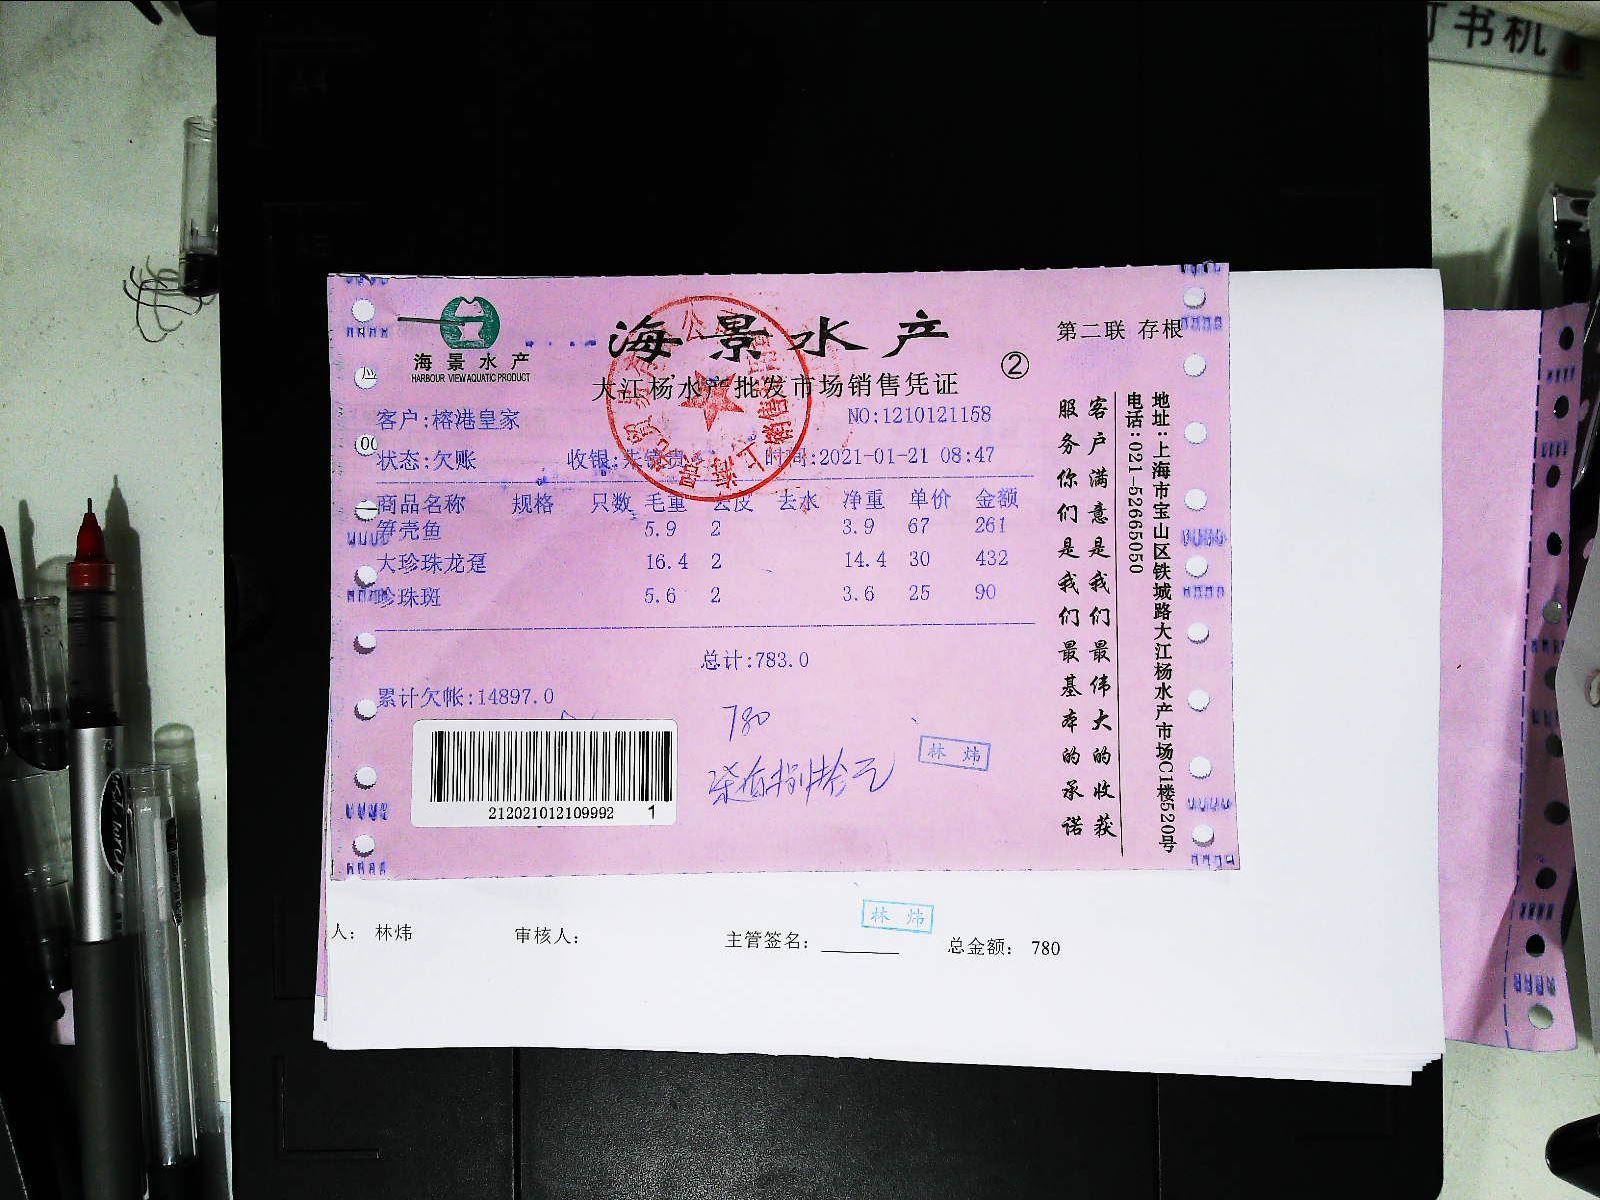 订书机
海景水产
HARBOUR VIEW AQUATIC PRODUCT
海景水产
第二联 存根
②
大江杨水产批发市场销售凭证
客户:榕港皇家 NO:1210121158
状态:欠账 收银: 时间:2021-01-21 08:47
商品名称 规格 只数 毛重 去皮 去水 净重 单价 金额
笋壳鱼 5.9 2 3.9 67 261
大珍珠龙趸 16.4 2 14.4 30 432
珍珠斑 5.6 2 3.6 25 90
总计:783.0
累计欠帐:14897.0
780
柒佰捌拾元
林炜
212021012109992 1
客户满意是我们最伟大的收获
服务你们是我们最基本的承诺
地址:上海市宝山区铁城路大江杨水产市场C1楼520号
电话:021-52665050
林炜
人: 林炜 审核人: 主管签名: 总金额: 780